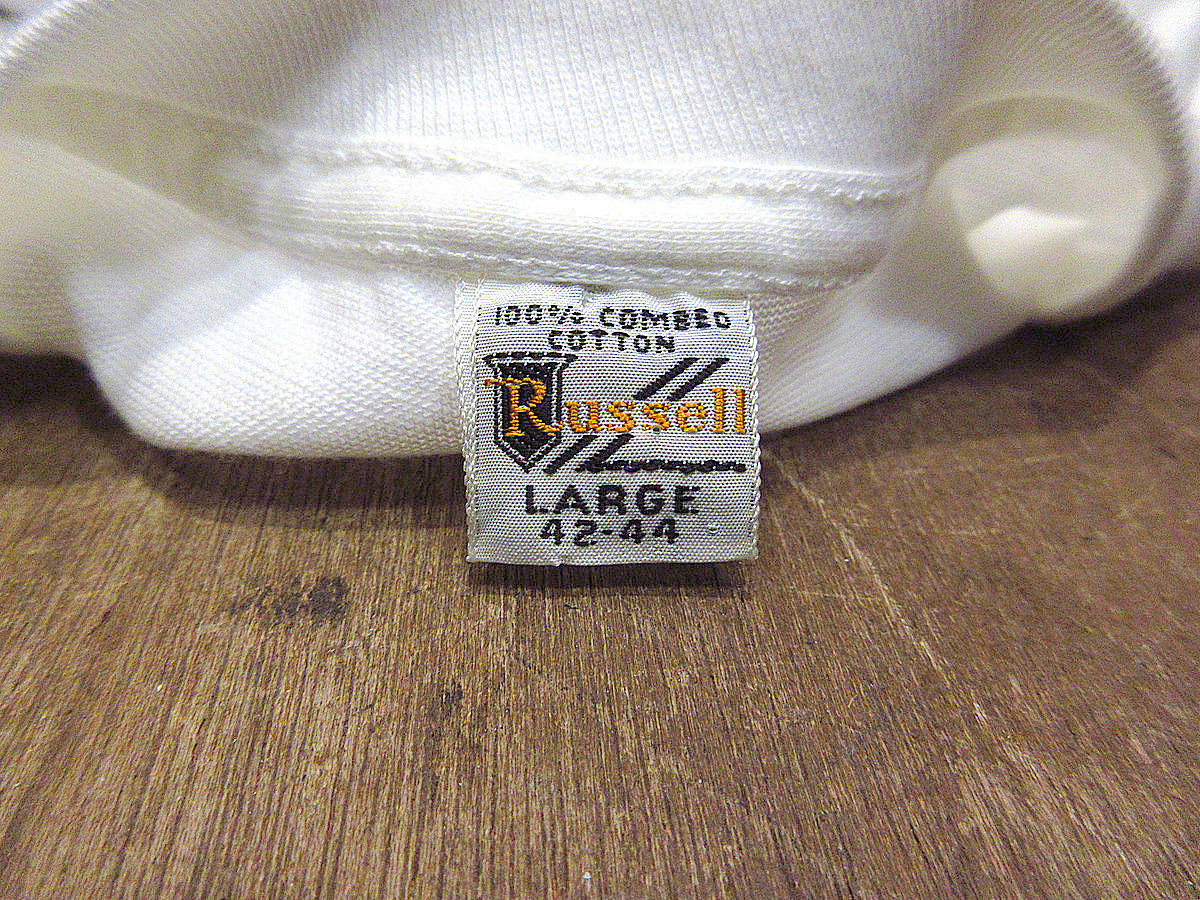 100% COMBED
COTTON
Russell
LARGE
42-44